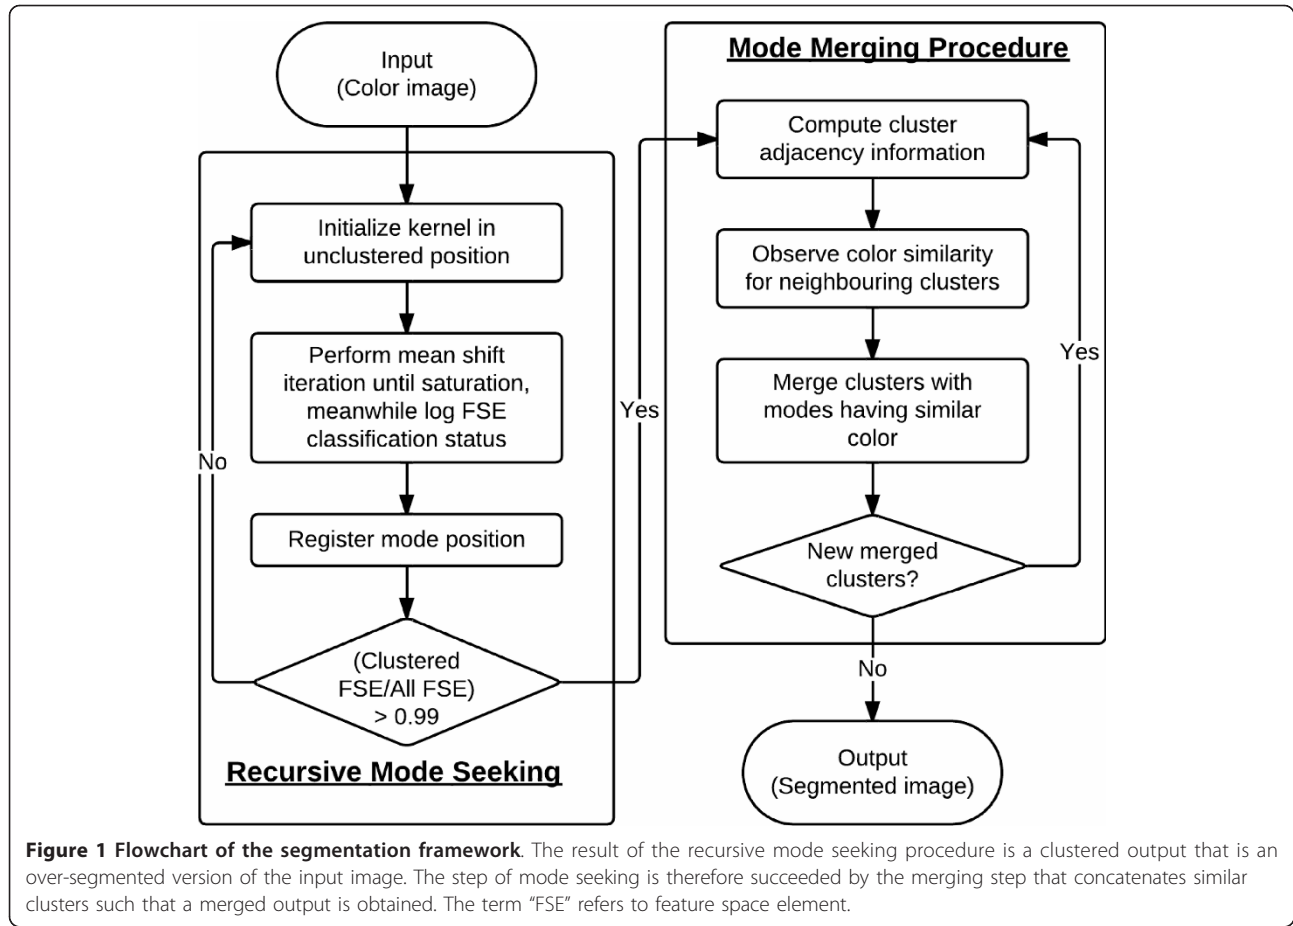 Input
(Color image)
Initialize kernel in
unclustered position
Perform mean shift
iteration until saturation,
meanwhile log FSE
classification status
No
Register mode position
(Clustered
FSE/All FSE)
> 0.99
Recursive Mode Seeking
Yes
Mode Merging Procedure
Compute cluster
adjacency information
Observe color similarity
for neighbouring clusters
Yes
Merge clusters with
modes having similar
color
New merged
clusters?
No
Output
(Segmented image)
Figure 1 Flowchart of the segmentation framework. The result of the recursive mode seeking procedure is a clustered output that is an
over-segmented version of the input image. The step of mode seeking is therefore succeeded by the merging step that concatenates similar
clusters such that a merged output is obtained. The term "FSE" refers to feature space element.